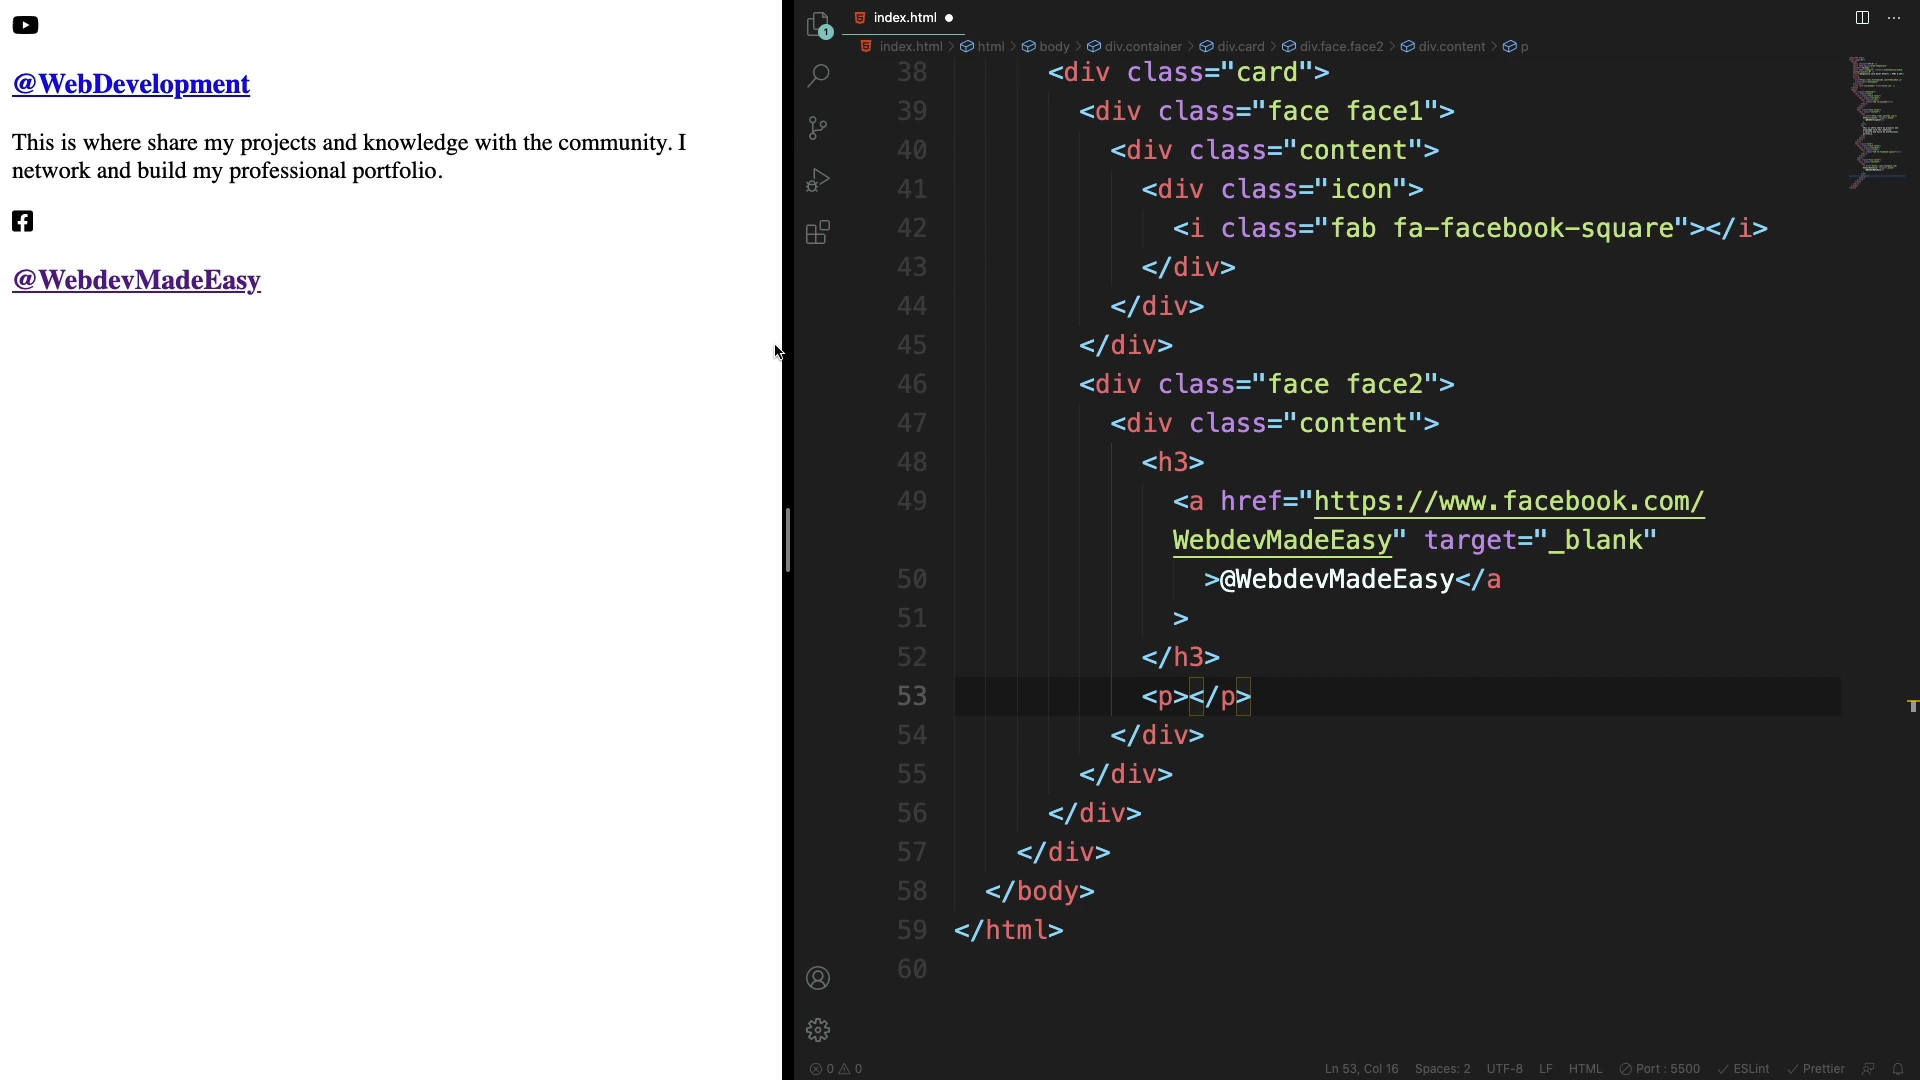 @WebDevelopment
This is where share my projects and knowledge with the community. I
network and build my professional portfolio.
@WebdevMadeEasy
1
index.html
index.html > html > body > div.container > div.card > div.face.face2 > div.content > p
38 <div class="card">
39 <div class="face face1">
40 <div class="content">
41 <div class="icon">
42 <i class="fab fa-facebook-square"></i>
43 </div>
44 </div>
45 </div>
46 <div class="face face2">
47 <div class="content">
48 <h3>
49 <a href="https://www.facebook.com/
WebdevMadeEasy" target="_blank"
50 >@WebdevMadeEasy</a
51 >
52 </h3>
53 <p></p>
54 </div>
55 </div>
56 </div>
57 </div>
58 </body>
59 </html>
60
0 0 Ln 53, Col 16 Spaces: 2 UTF-8 LF HTML Port : 5500 ESLint Prettier